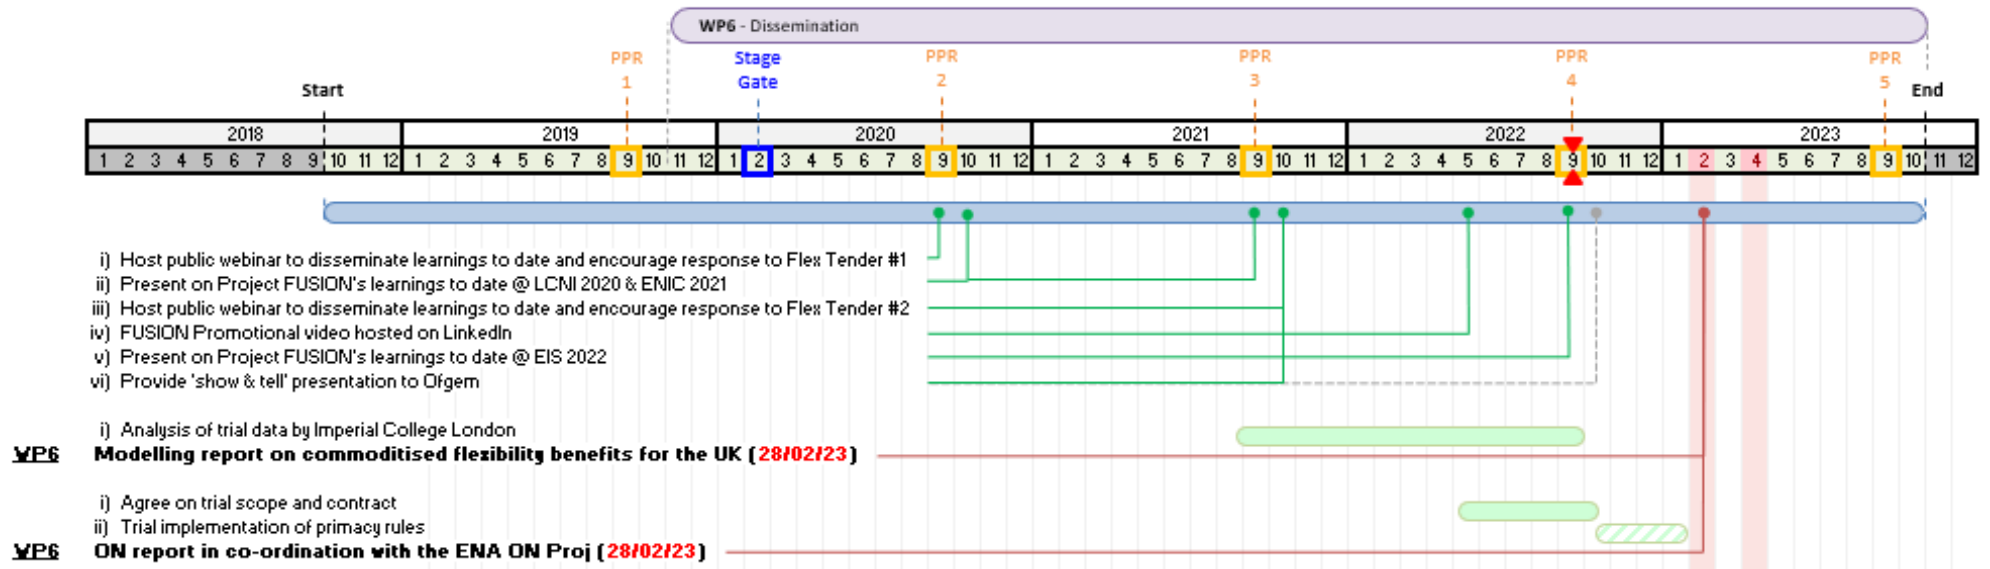 WP6 - Dissemination
PPR Stage PPR PPR PPR PPR
1 Gate 2 3 4 5
Start End
2018 2019 2020 2021 2022 2023
1 2 3 4 5 6 7 8 9 10 11 12 1 2 3 4 5 6 7 8 9 10 11 12 1 2 3 4 5 6 7 8 9 10 11 12 1 2 3 4 5 6 7 8 9 10 11 12 1 2 3 4 5 6 7 8 9 10 11 12 1 2 3 4 5 6 7 8 9 10 11 12
i) Host public webinar to disseminate learnings to date and encourage response to Flex Tender #1
ii) Present on Project FUSION's learnings to date @ LCNI 2020 & ENIC 2021
iii) Host public webinar to disseminate learnings to date and encourage response to Flex Tender #2
iv) FUSION Promotional video hosted on LinkedIn
v) Present on Project FUSION's learnings to date @ EIS 2022
vi) Provide 'show & tell' presentation to Ofgem
i) Analysis of trial data by Imperial College London
WP6 Modelling report on commoditised flexibility benefits for the UK (28/02/23)
i) Agree on trial scope and contract
ii) Trial implementation of primacy rules
WP6 ON report in co-ordination with the ENA ON Proj (28/02/23)